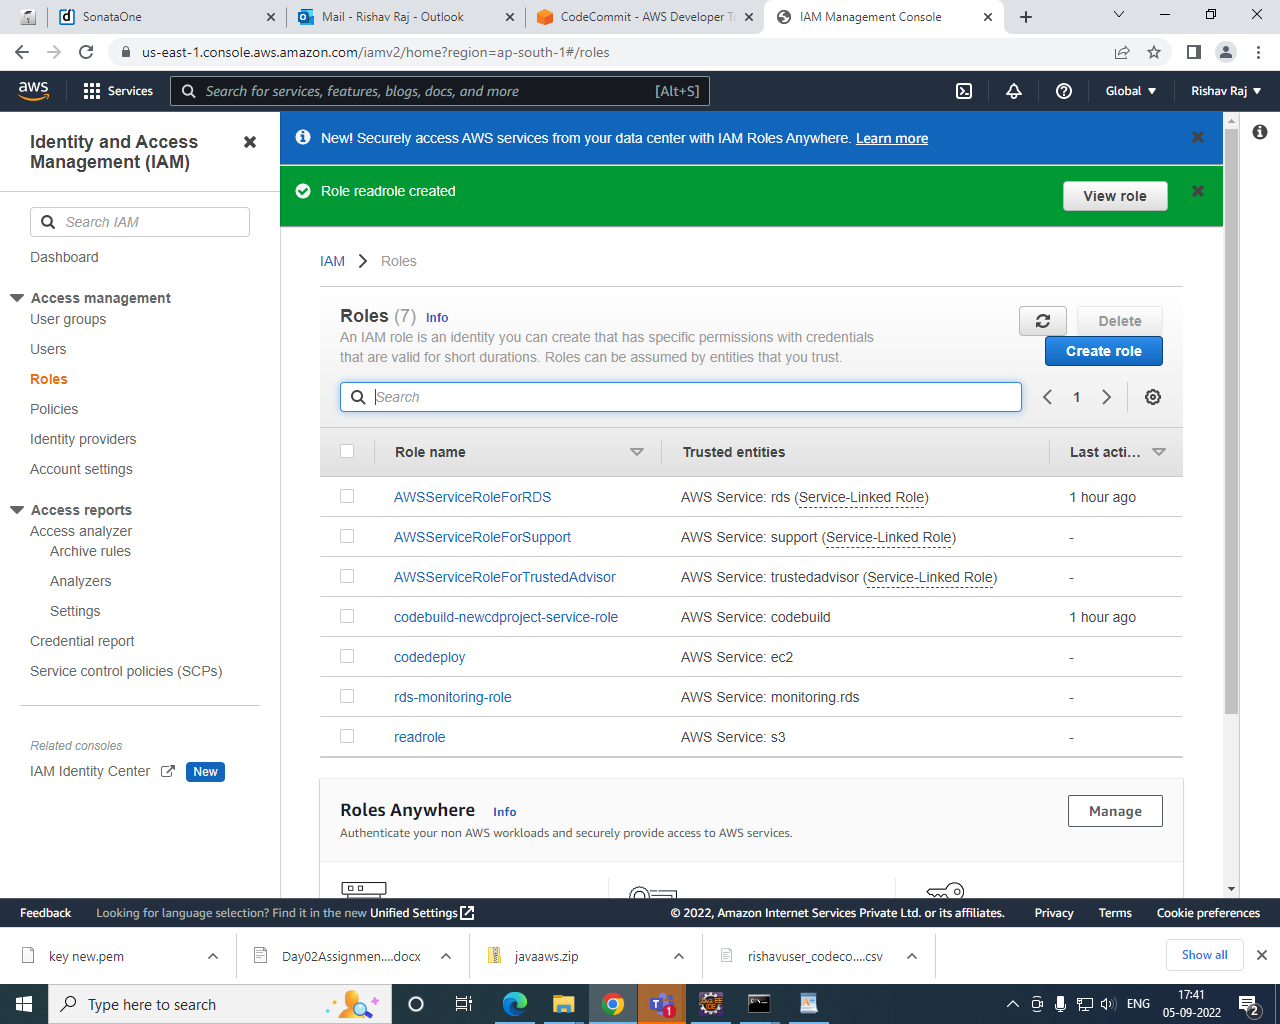 SonataOne
Mail - Rishav Raj - Outlook
CodeCommit - AWS Developer T
IAM Management Console
us-east-1.console.aws.amazon.com/iamv2/home?region=ap-south-1#/roles
aws
Services
Search for services, features, blogs, docs, and more
[Alt+S]
Global
Rishav Raj
Identity and Access
Management (IAM)
Search IAM
Dashboard
Access management
User groups
Users
Roles
Policies
Identity providers
Account settings
Access reports
Access analyzer
Archive rules
Analyzers
Settings
Credential report
Service control policies (SCPs)
Related consoles
IAM Identity Center New
New! Securely access AWS services from your data center with IAM Roles Anywhere. Learn more
Role readrole created
View role
IAM > Roles
Roles (7) Info
An IAM role is an identity you can create that has specific permissions with credentials
that are valid for short durations. Roles can be assumed by entities that you trust.
Delete
Create role
Search
1
Role name Trusted entities Last acti...
AWSServiceRoleForRDS AWS Service: rds (Service-Linked Role) 1 hour ago
AWSServiceRoleForSupport AWS Service: support (Service-Linked Role) -
AWSServiceRoleForTrustedAdvisor AWS Service: trustedadvisor (Service-Linked Role) -
codebuild-newcdproject-service-role AWS Service: codebuild 1 hour ago
codedeploy AWS Service: ec2 -
rds-monitoring-role AWS Service: monitoring.rds -
readrole AWS Service: s3 -
Roles Anywhere Info
Authenticate your non AWS workloads and securely provide access to AWS services.
Manage
Feedback
Looking for language selection? Find it in the new Unified Settings
© 2022, Amazon Internet Services Private Ltd. or its affiliates.
Privacy
Terms
Cookie preferences
key new.pem
Day02Assignmen....docx
javaaws.zip
rishavuser_codeco....csv
Show all
Type here to search
1
ENG
17:41
05-09-2022
2